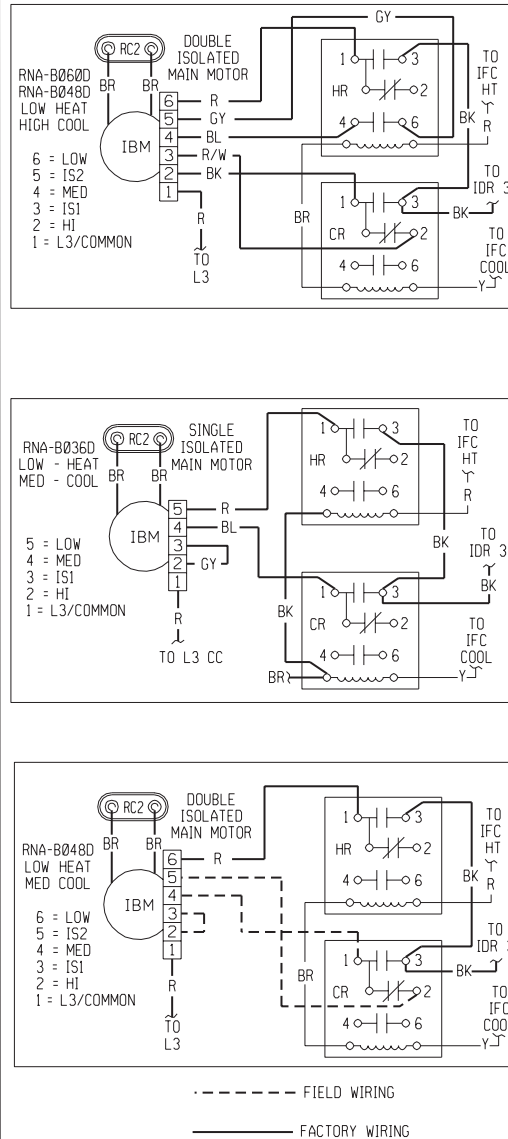 GY
RC2
DOUBLE
ISOLATED
MAIN MOTOR
RNA-BØ6ØD
RNA-BØ48D
LOW HEAT
HIGH COOL
BR
BR
IBM
6
5
4
3
2
1
R
GY
BL
R/W
BK
R
TO
L3
6 = LOW
5 = IS2
4 = MED
3 = IS1
2 = HI
1 = L3/COMMON
1
3
HR
2
4
6
BK
TO
IFC
HT
R
BR
1
3
CR
2
4
6
BK
TO
IDR 3
TO
IFC
COOL
Y
RC2
SINGLE
ISOLATED
MAIN MOTOR
RNA-BØ36D
LOW - HEAT
MED - COOL
BR
BR
IBM
5
4
3
2
1
R
BL
GY
R
TO L3 CC
5 = LOW
4 = MED
3 = IS1
2 = HI
1 = L3/COMMON
1
3
HR
2
4
6
TO
IFC
HT
R
BK
BK
1
3
CR
2
4
6
BR
TO
IDR 3
BK
TO
IFC
COOL
Y
RC2
DOUBLE
ISOLATED
MAIN MOTOR
RNA-BØ48D
LOW HEAT
MED COOL
BR
BR
IBM
6
5
4
3
2
1
R
R
TO
L3
6 = LOW
5 = IS2
4 = MED
3 = IS1
2 = HI
1 = L3/COMMON
1
3
HR
2
4
6
BK
TO
IFC
HT
R
BR
1
3
CR
2
4
6
BK
TO
IDR 3
TO
IFC
COOL
Y
FIELD WIRING
FACTORY WIRING